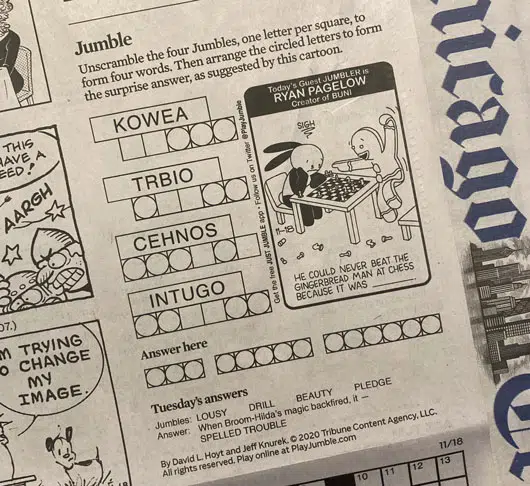 Jumble
Unscramble the four Jumbles, one letter per square, to
form four words. Then arrange the circled letters to form
the surprise answer, as suggested by this cartoon.
KOWEA
TRBIO
CEHNOS
INTUGO
Get the free JUST JUMBLE app • Follow us on Twitter @PlayJumble
Today's Guest JUMBLER is
RYAN PAGELOW
Creator of BUNI
SIGH
HE COULD NEVER BEAT THE
GINGERBREAD MAN AT CHESS
BECAUSE IT WAS
Answer here
Tuesday's answers
Jumbles: LOUSY DRILL BEAUTY PLEDGE
Answer: When Broom-Hilda's magic backfired, it —
SPELLED TROUBLE
By David L. Hoyt and Jeff Knurek. © 2020 Tribune Content Agency, LLC.
All rights reserved. Play online at PlayJumble.com
11/18
10 11 12 13
THIS
HAVE A
EED!
AARGH
07.)
M TRYING
O CHANGE
MY
IMAGE.
icago